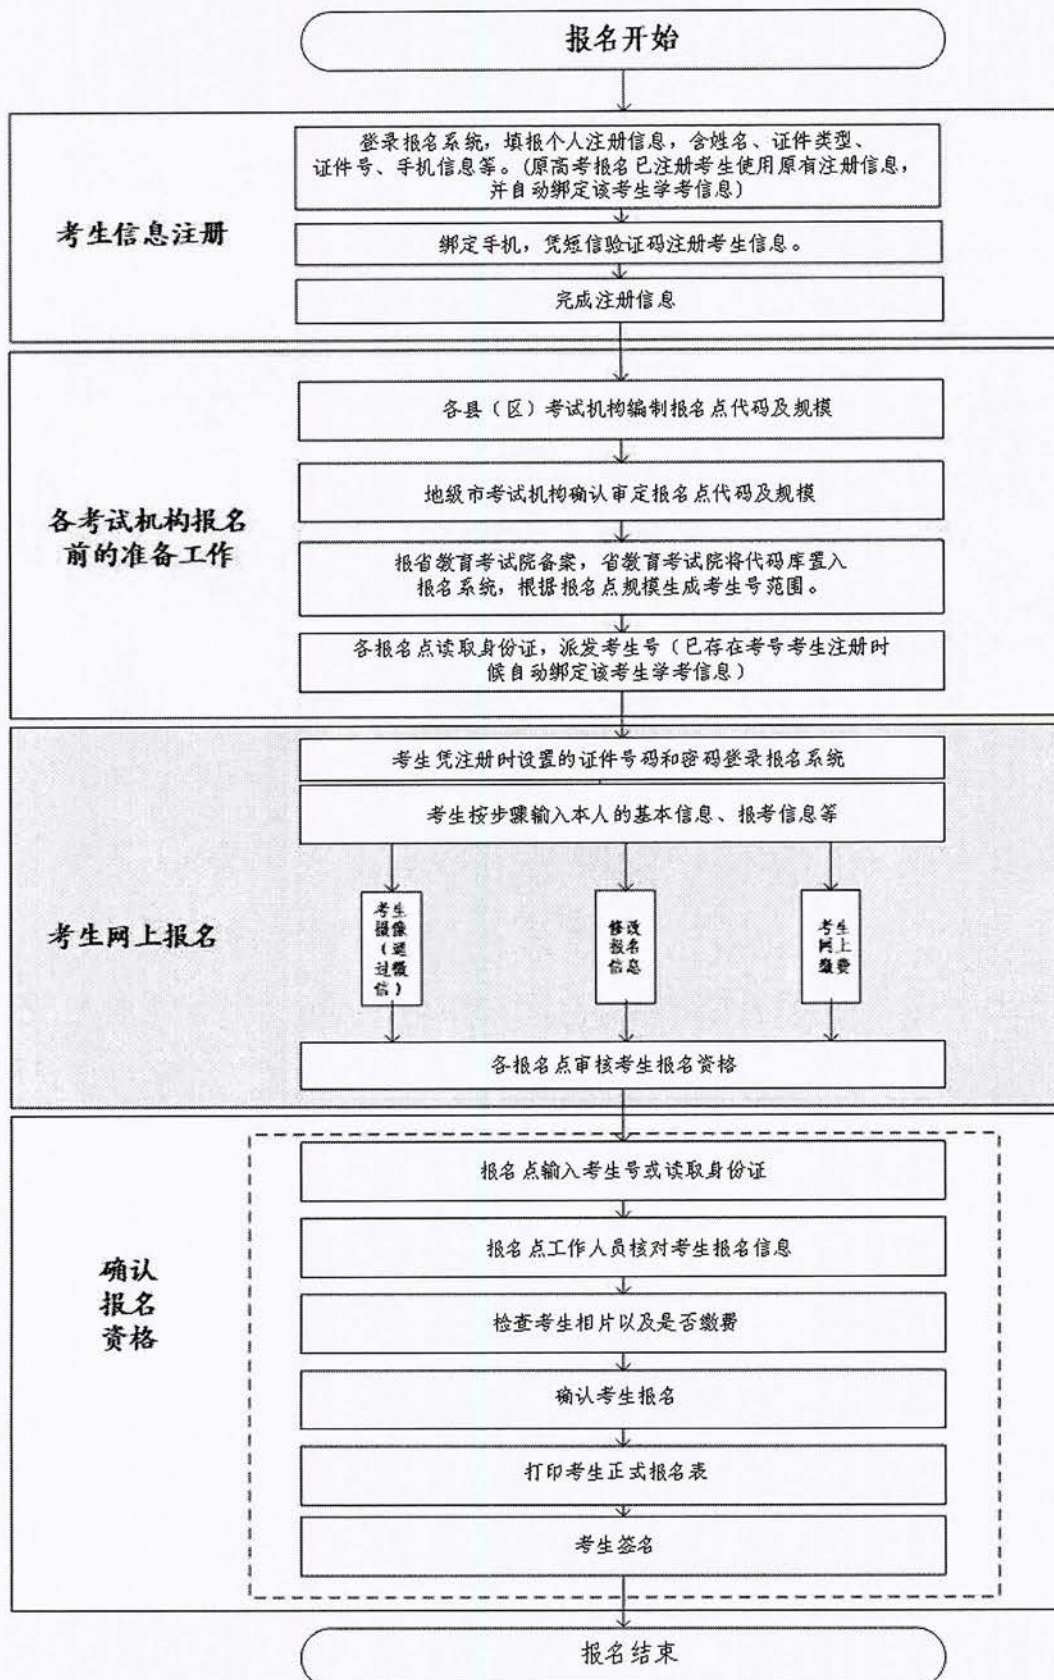 报名开始
考生信息注册
登录报名系统，填报个人注册信息，含姓名、证件类型、
证件号、手机信息等。(原高考报名已注册考生使用原有注册信息，
并自动绑定该考生学考信息)
绑定手机，凭短信验证码注册考生信息。
完成注册信息
各考试机构报名
前的准备工作
各县（区）考试机构编制报名点代码及规模
地级市考试机构确认审定报名点代码及规模
报省教育考试院备案，省教育考试院将代码库置入
报名系统，根据报名点规模生成考生号范围。
各报名点读取身份证，派发考生号（已存在考号考生注册时
候自动绑定该考生学考信息）
考生网上报名
考生凭注册时设置的证件号码和密码登录报名系统
考生按步骤输入本人的基本信息、报考信息等
考生
摄像
（通
过微
信）
修改
报名
信息
考生
网上
缴费
各报名点审核考生报名资格
确认
报名
资格
报名点输入考生号或读取身份证
报名点工作人员核对考生报名信息
检查考生相片以及是否缴费
确认考生报名
打印考生正式报名表
考生签名
报名结束